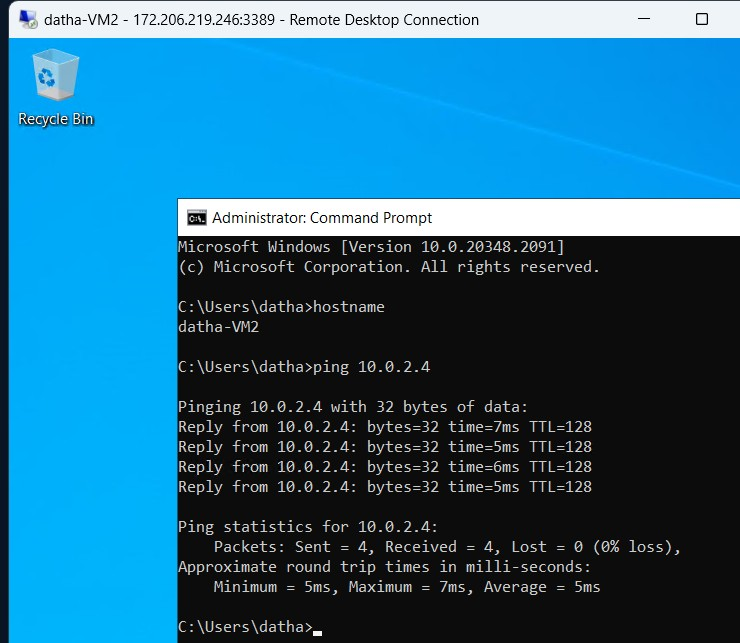 datha-VM2 - 172.206.219.246:3389 - Remote Desktop Connection
Recycle Bin
Administrator: Command Prompt
Microsoft Windows [Version 10.0.20348.2091]
(c) Microsoft Corporation. All rights reserved.
C:\Users\datha>hostname
datha-VM2
C:\Users\datha>ping 10.0.2.4
Pinging 10.0.2.4 with 32 bytes of data:
Reply from 10.0.2.4: bytes=32 time=7ms TTL=128
Reply from 10.0.2.4: bytes=32 time=5ms TTL=128
Reply from 10.0.2.4: bytes=32 time=6ms TTL=128
Reply from 10.0.2.4: bytes=32 time=5ms TTL=128
Ping statistics for 10.0.2.4:
    Packets: Sent = 4, Received = 4, Lost = 0 (0% loss),
Approximate round trip times in milli-seconds:
    Minimum = 5ms, Maximum = 7ms, Average = 5ms
C:\Users\datha>